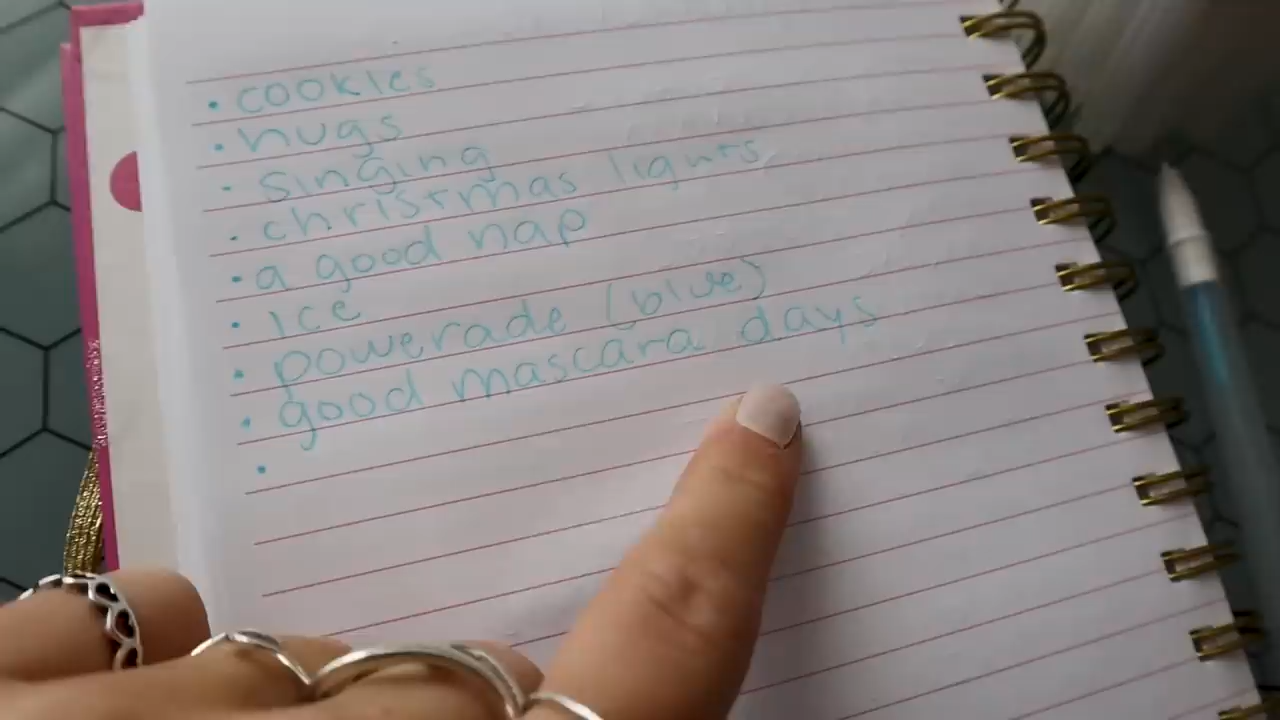 • cookies
• hugs
• singing
• christmas lights
• a good nap
• ice
• powerade (blue)
• good mascara days
•